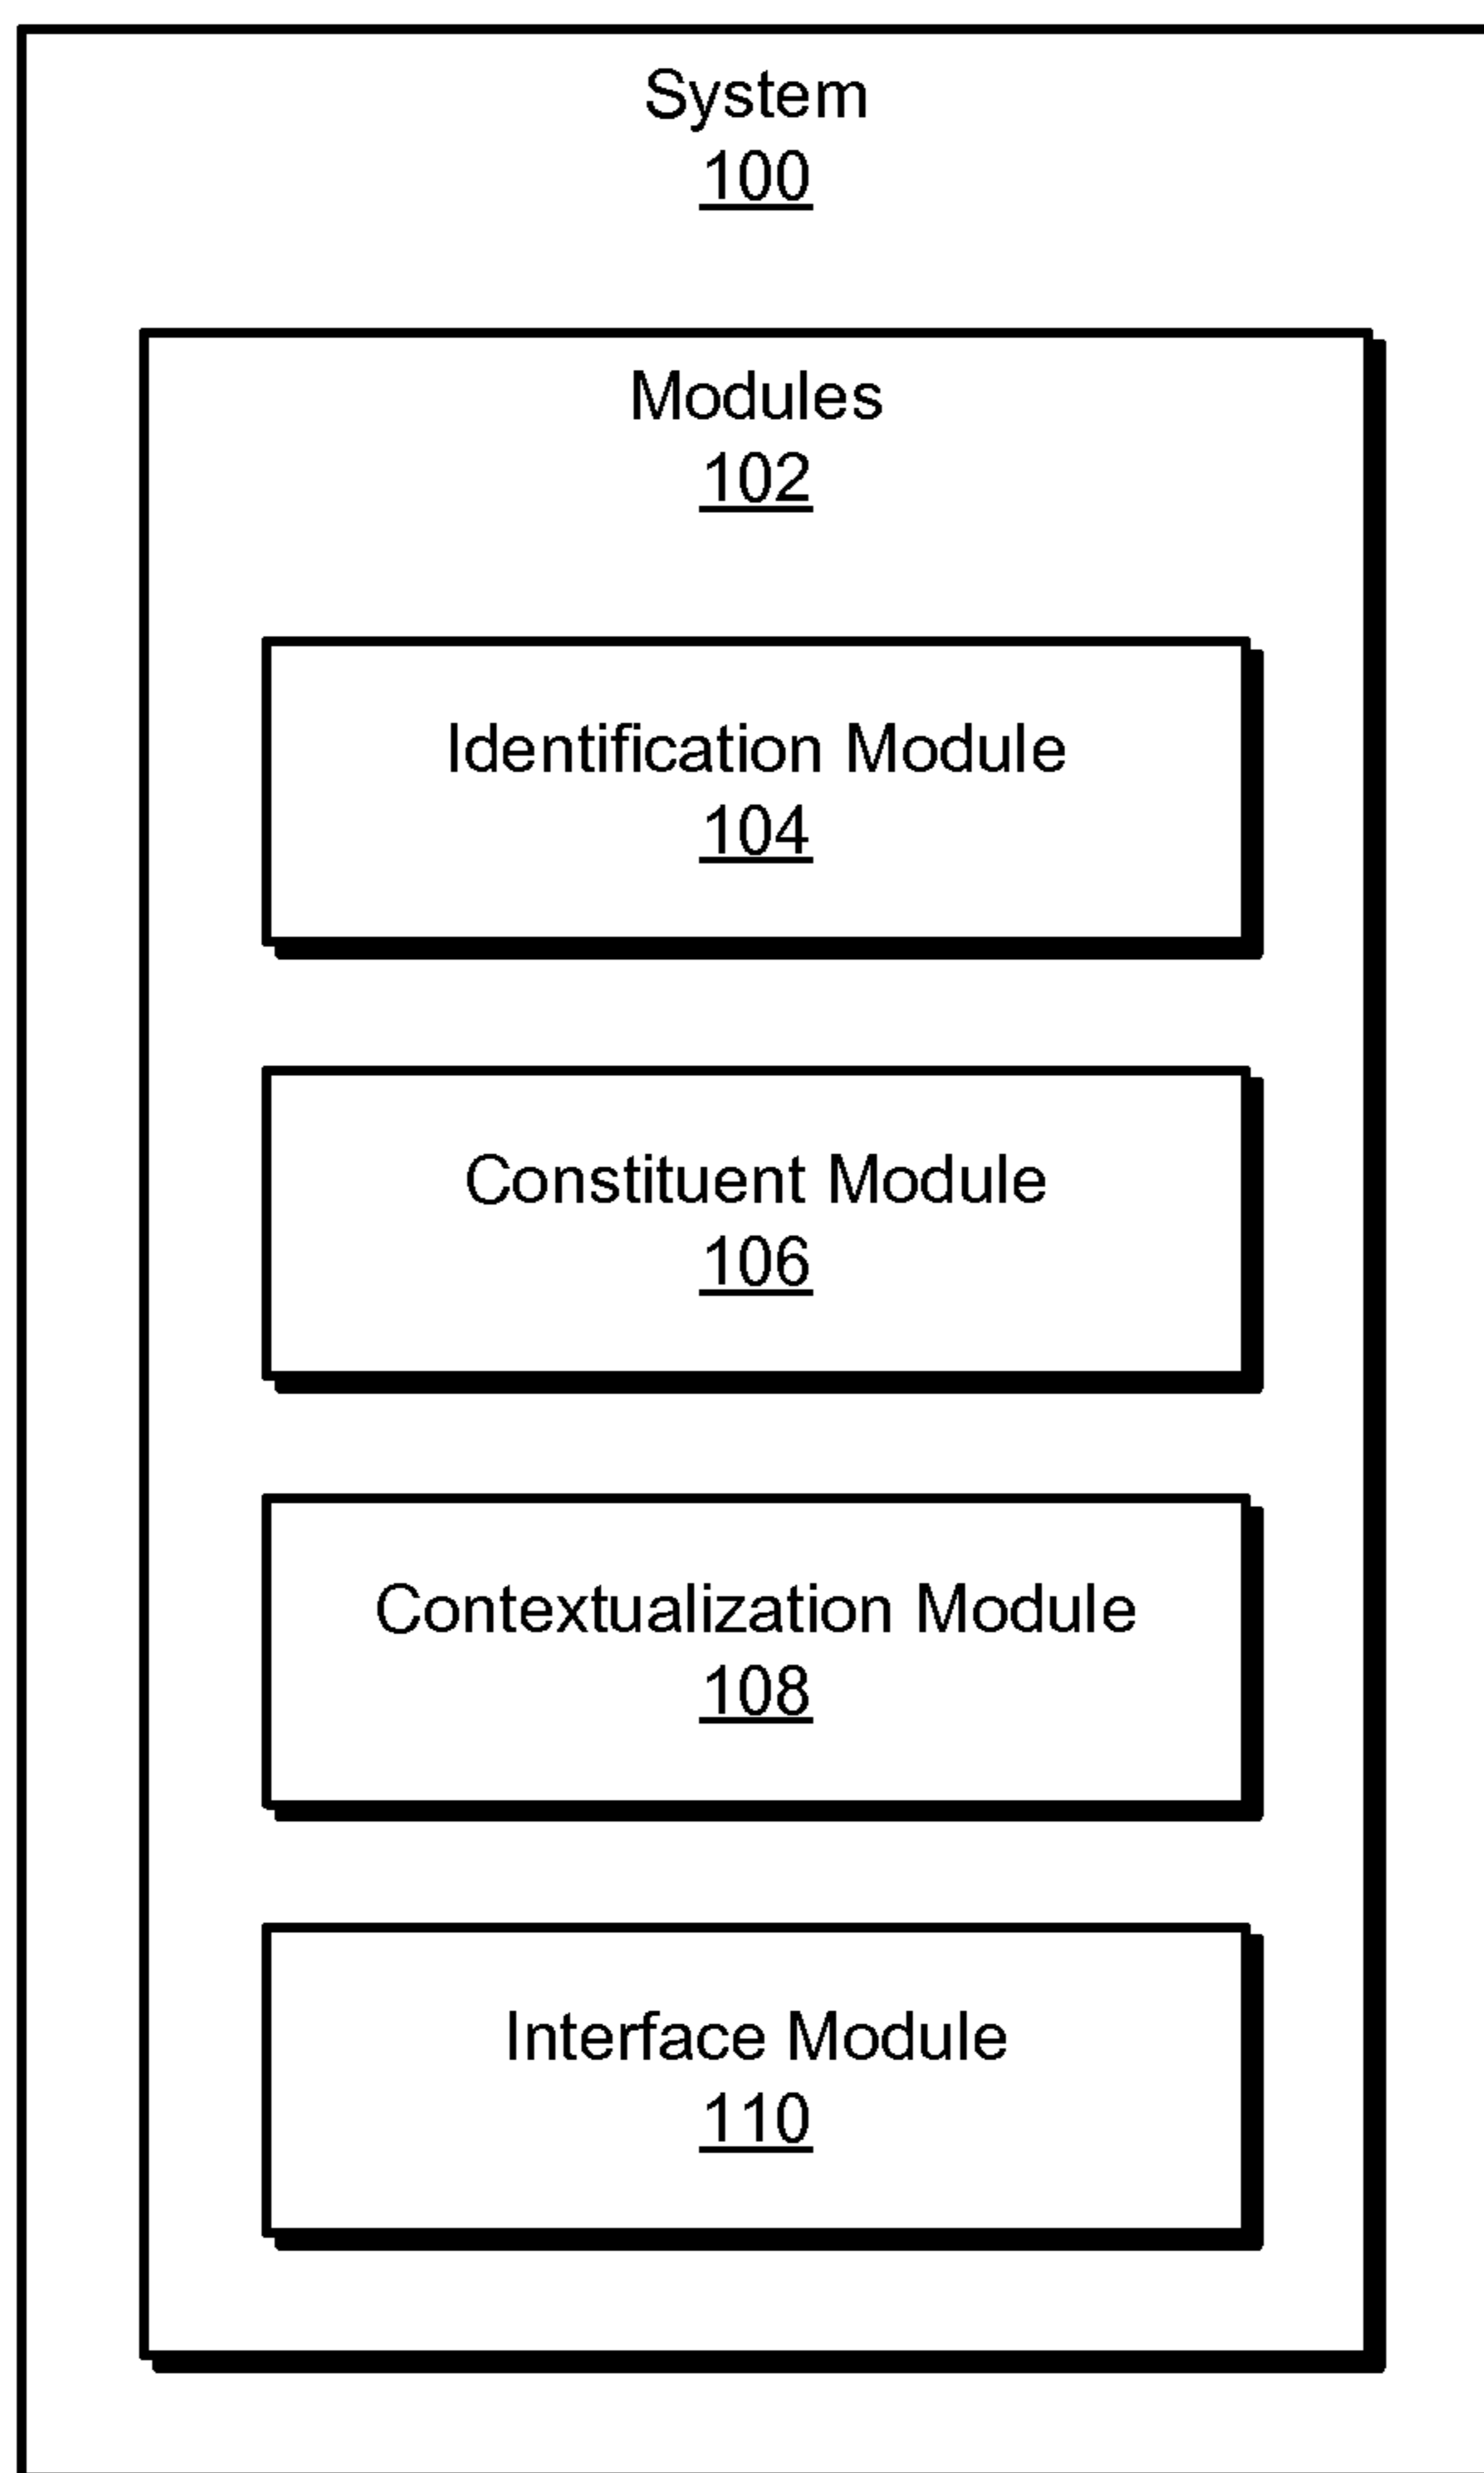 System
100
Modules
102
Identification Module
104
Constituent Module
106
Contextualization Module
108
Interface Module
110